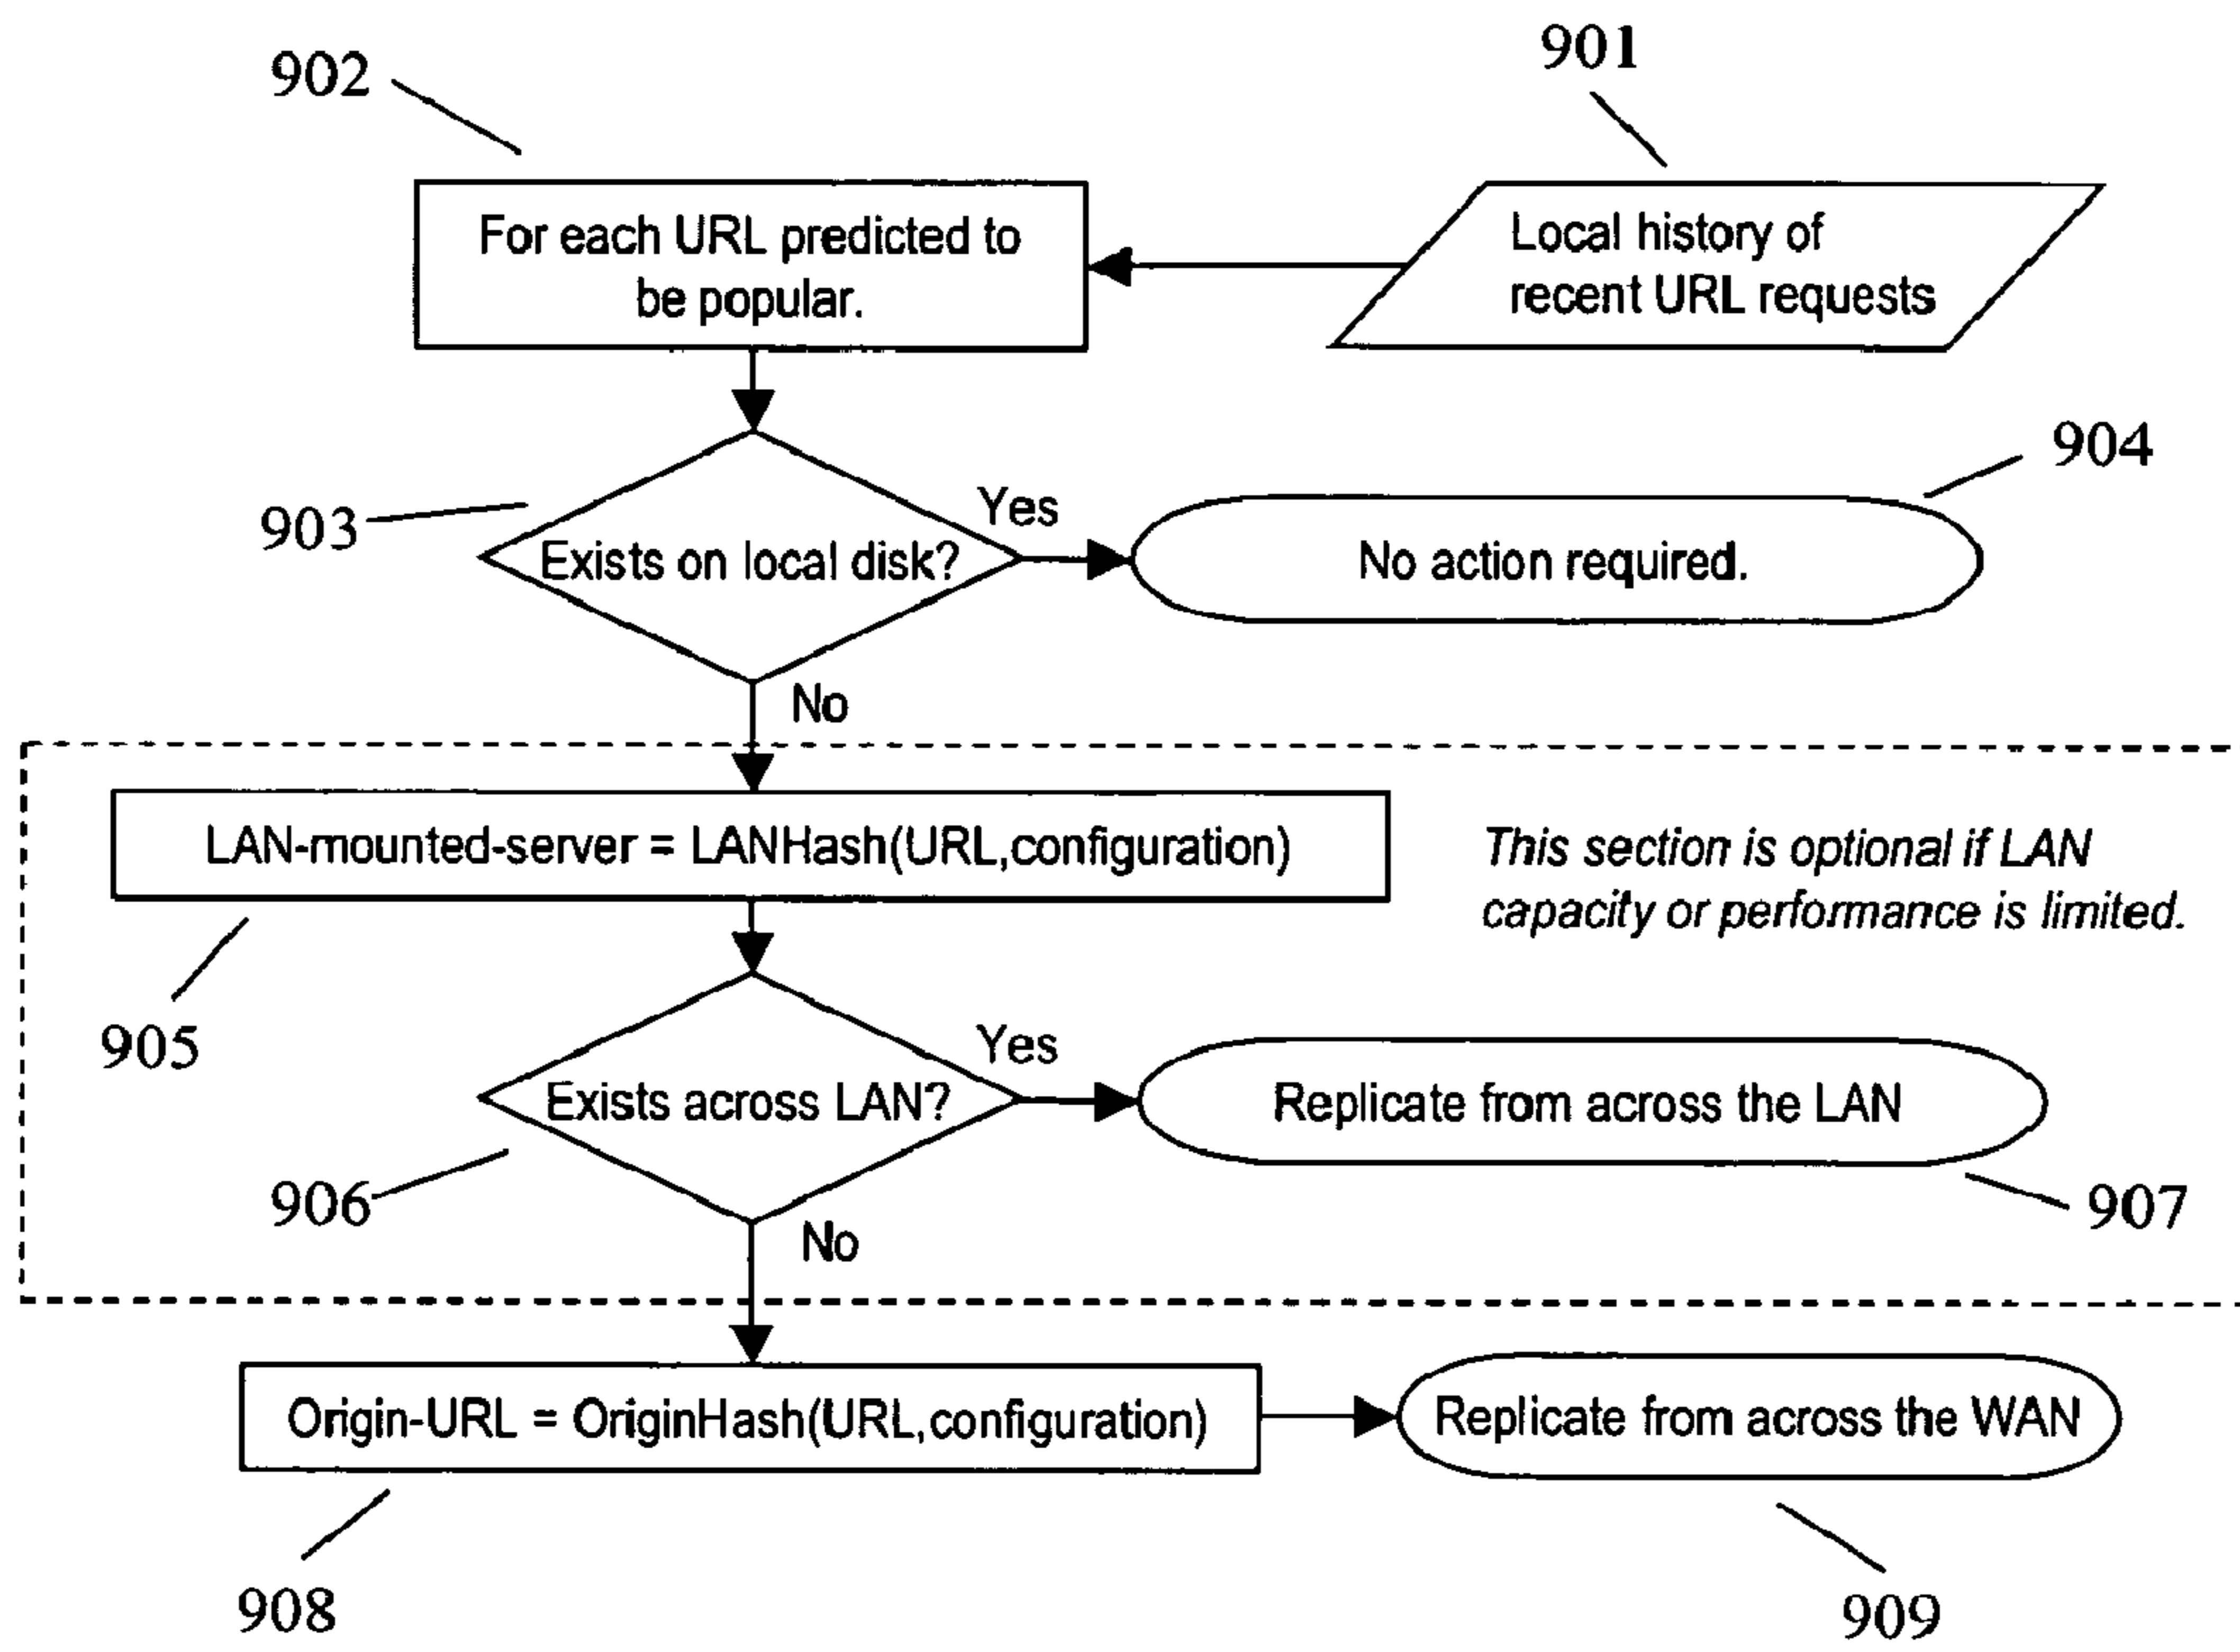 902
901
For each URL predicted to
be popular.
Local history of
recent URL requests
904
903
Yes
Exists on local disk?
No action required.
No
LAN-mounted-server = LANHash(URL,configuration)
This section is optional if LAN
capacity or performance is limited.
905
Yes
Exists across LAN?
Replicate from across the LAN
906
907
No
Origin-URL = OriginHash(URL,configuration)
Replicate from across the WAN
908
909